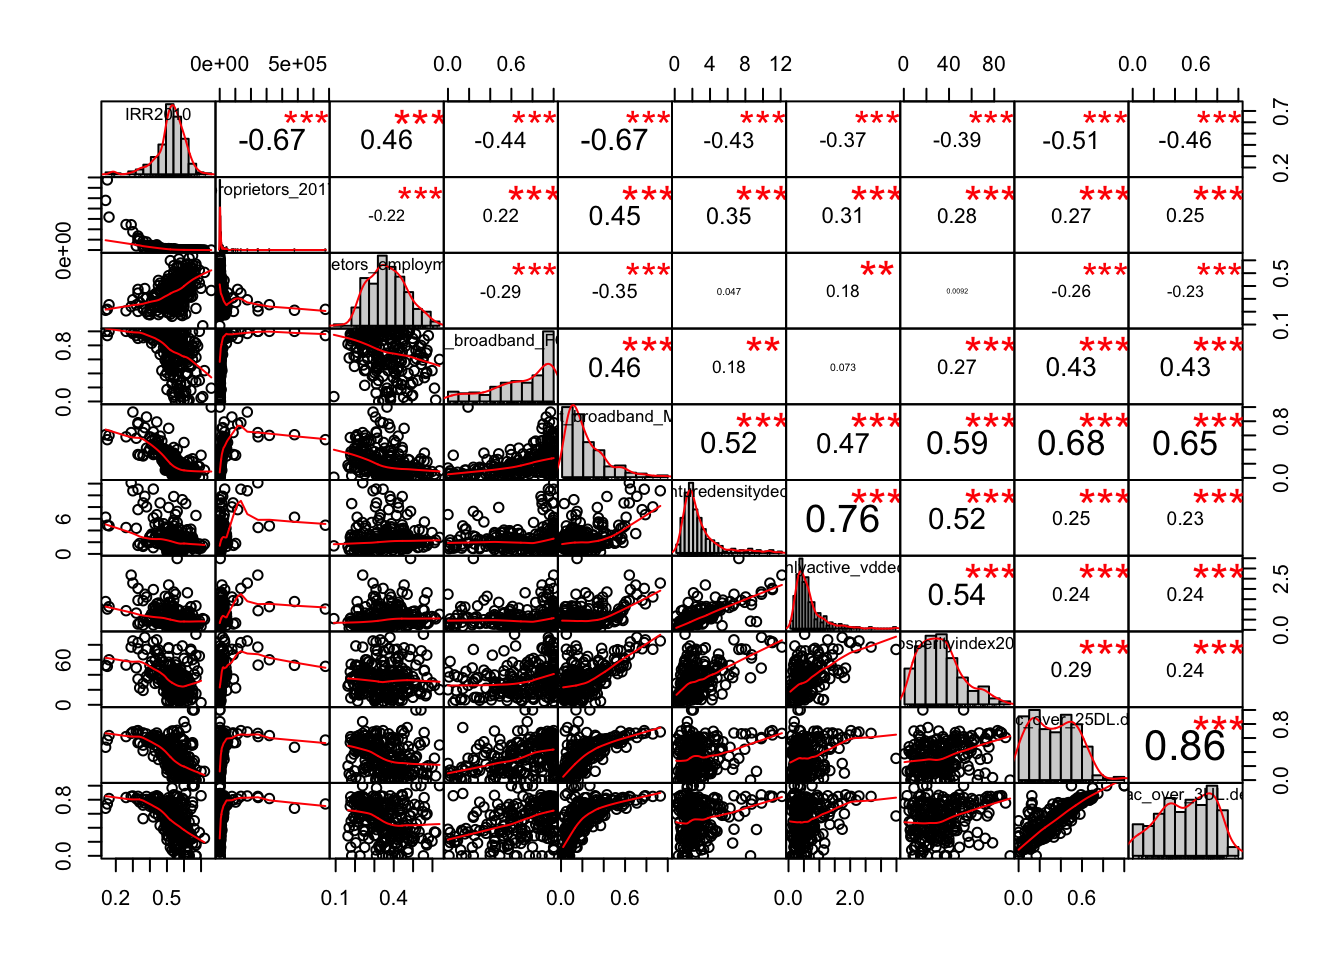 0e+00 5e+05 0.0 0.6 0 4 8 12 0 40 80 0.0 0.6
IRR2010 *** -0.67 *** 0.46 *** -0.44 *** -0.67 *** -0.43 *** -0.37 *** -0.39 *** -0.51 *** -0.46 0.2 0.7
0e+00 roprietors_201 *** -0.22 *** 0.22 *** 0.45 *** 0.35 *** 0.31 *** 0.28 *** 0.27 *** 0.25
etors_employm *** -0.29 *** -0.35 0.047 ** 0.18 0.0092 *** -0.26 *** -0.23 0.1 0.5
0.0 0.8 _broadband_F *** 0.46 ** 0.18 0.073 *** 0.27 *** 0.43 *** 0.43
_broadband_M *** 0.52 *** 0.47 *** 0.59 *** 0.68 *** 0.65 0.0 0.8
0 6 nturedensitydec *** 0.76 *** 0.52 *** 0.25 *** 0.23
hlyactive_vddec *** 0.54 *** 0.24 *** 0.24 0.0 2.5
0 60 osperityindex20 *** 0.29 *** 0.24
c_over_25DL.d *** 0.86 0.0 0.8
0.0 0.8
0.2 0.5 0.1 0.4 0.0 0.6 0.0 2.0 0.0 0.6